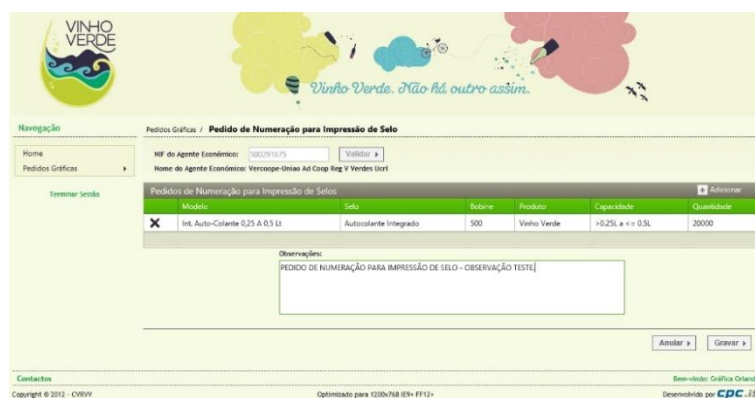 VINHO
VERDE
Vinho Verde. Não há outro assim.
Navegação
Pedidos Gráficas / Pedido de Numeração para Impressão de Selo
Home
Pedidos Gráficas
Terminar Sessão
NIF do Agente Económico: 500291675 Validar
Nome do Agente Económico: Vercoope-Uniao Ad Coop Reg V Verdes Ucrl
Pedidos de Numeração para Impressão de Selos Adicionar
Modelo Selo Bobine Produto Capacidade Quantidade
Int. Auto-Colante 0,25 A 0,5 Lt Autocolante Integrado 500 Vinho Verde >0.25L a <= 0.5L 20000
Observações:
PEDIDO DE NUMERAÇÃO PARA IMPRESSÃO DE SELO - OBSERVAÇÃO TESTE
Anular Gravar
Contactos Bem-vindo: Gráfica
Copyright © 2012 - CVRVV Optimizado para 1200x768 IE9+ FF12+ Desenvolvido por CPC